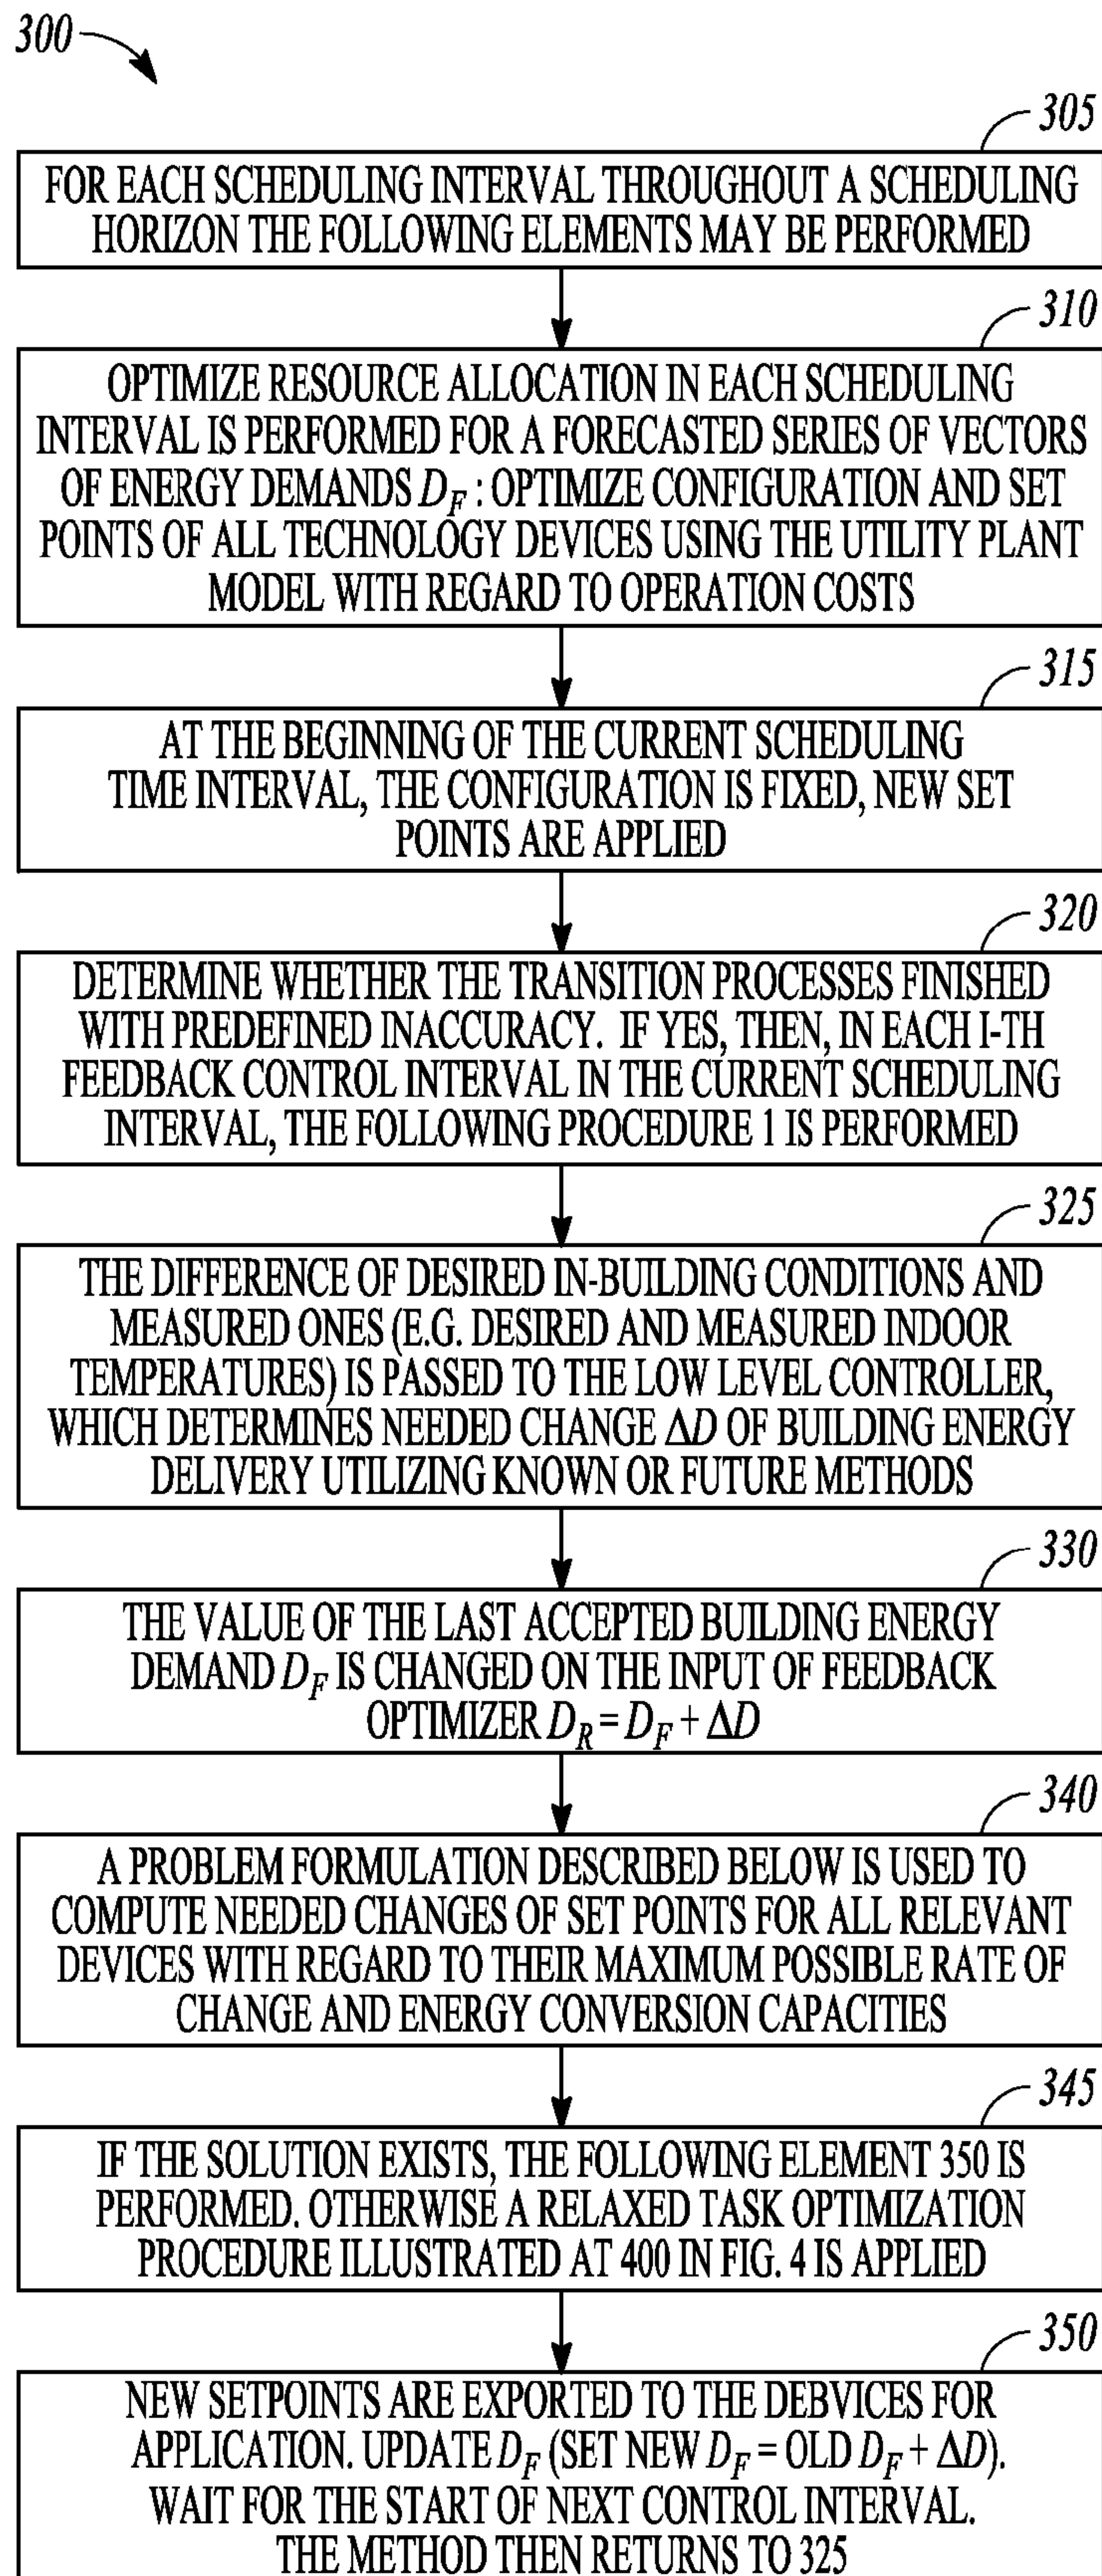 300
305
FOR EACH SCHEDULING INTERVAL THROUGHOUT A SCHEDULING
HORIZON THE FOLLOWING ELEMENTS MAY BE PERFORMED
310
OPTIMIZE RESOURCE ALLOCATION IN EACH SCHEDULING
INTERVAL IS PERFORMED FOR A FORECASTED SERIES OF VECTORS
OF ENERGY DEMANDS D_F : OPTIMIZE CONFIGURATION AND SET
POINTS OF ALL TECHNOLOGY DEVICES USING THE UTILITY PLANT
MODEL WITH REGARD TO OPERATION COSTS
315
AT THE BEGINNING OF THE CURRENT SCHEDULING
TIME INTERVAL, THE CONFIGURATION IS FIXED, NEW SET
POINTS ARE APPLIED
320
DETERMINE WHETHER THE TRANSITION PROCESSES FINISHED
WITH PREDEFINED INACCURACY. IF YES, THEN, IN EACH I-TH
FEEDBACK CONTROL INTERVAL IN THE CURRENT SCHEDULING
INTERVAL, THE FOLLOWING PROCEDURE 1 IS PERFORMED
325
THE DIFFERENCE OF DESIRED IN-BUILDING CONDITIONS AND
MEASURED ONES (E.G. DESIRED AND MEASURED INDOOR
TEMPERATURES) IS PASSED TO THE LOW LEVEL CONTROLLER,
WHICH DETERMINES NEEDED CHANGE ΔD OF BUILDING ENERGY
DELIVERY UTILIZING KNOWN OR FUTURE METHODS
330
THE VALUE OF THE LAST ACCEPTED BUILDING ENERGY
DEMAND D_F IS CHANGED ON THE INPUT OF FEEDBACK
OPTIMIZER D_R = D_F + ΔD
340
A PROBLEM FORMULATION DESCRIBED BELOW IS USED TO
COMPUTE NEEDED CHANGES OF SET POINTS FOR ALL RELEVANT
DEVICES WITH REGARD TO THEIR MAXIMUM POSSIBLE RATE OF
CHANGE AND ENERGY CONVERSION CAPACITIES
345
IF THE SOLUTION EXISTS, THE FOLLOWING ELEMENT 350 IS
PERFORMED. OTHERWISE A RELAXED TASK OPTIMIZATION
PROCEDURE ILLUSTRATED AT 400 IN FIG. 4 IS APPLIED
350
NEW SETPOINTS ARE EXPORTED TO THE DEBVICES FOR
APPLICATION. UPDATE D_F (SET NEW D_F = OLD D_F + ΔD).
WAIT FOR THE START OF NEXT CONTROL INTERVAL.
THE METHOD THEN RETURNS TO 325